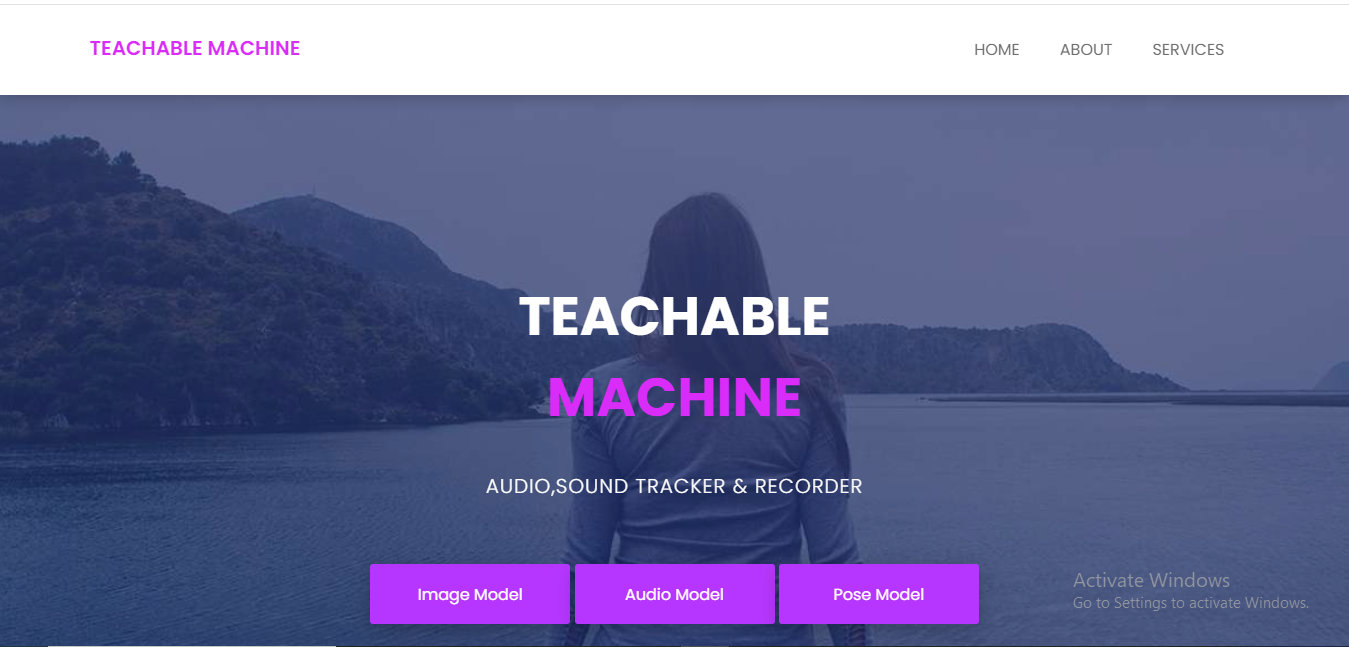 TEACHABLE MACHINE
HOME ABOUT SERVICES
TEACHABLE
MACHINE
AUDIO,SOUND TRACKER & RECORDER
Image Model Audio Model Pose Model
Activate Windows
Go to Settings to activate Windows.